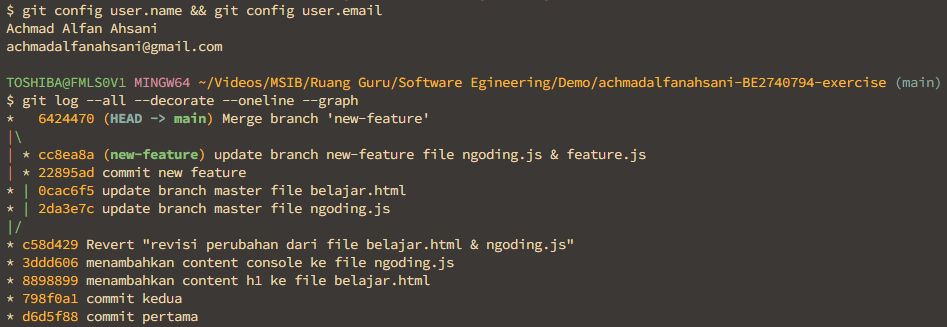 $ git config user.name && git config user.email
Achmad Alfan Ahsani
achmadalfanahsani@gmail.com
TOSHIBA@FMLS0V1 MINGW64 ~/Videos/MSIB/Ruang Guru/Software Egineering/Demo/achmadalfanahsani-BE2740794-exercise (main)
$ git log --all --decorate --oneline --graph
*   6424470 (HEAD -> main) Merge branch 'new-feature'
|\
| * cc8ea8a (new-feature) update branch new-feature file ngoding.js & feature.js
| * 22895ad commit new feature
* | 0cac6f5 update branch master file belajar.html
* | 2da3e7c update branch master file ngoding.js
|/
* c58d429 Revert "revisi perubahan dari file belajar.html & ngoding.js"
* 3ddd606 menambahkan content console ke file ngoding.js
* 8898899 menambahkan content h1 ke file belajar.html
* 798f0a1 commit kedua
* d6d5f88 commit pertama